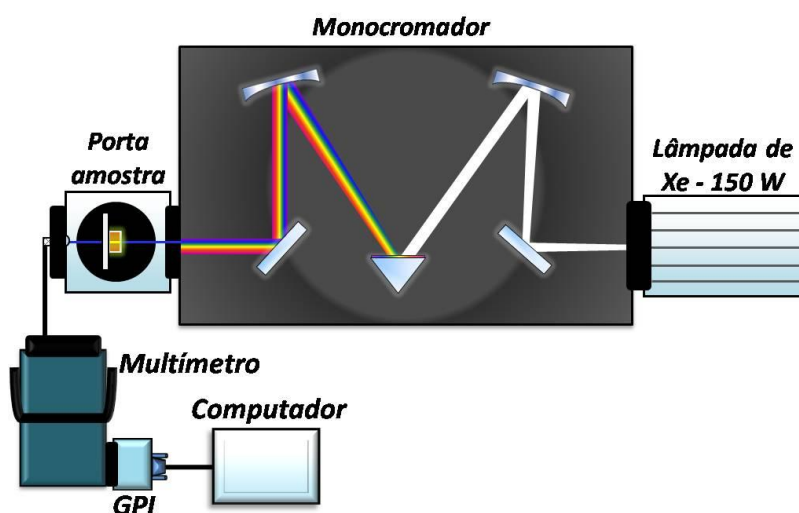 Monocromador
Porta
amostra
Lâmpada de
Xe - 150 W
Multímetro
Computador
GPI